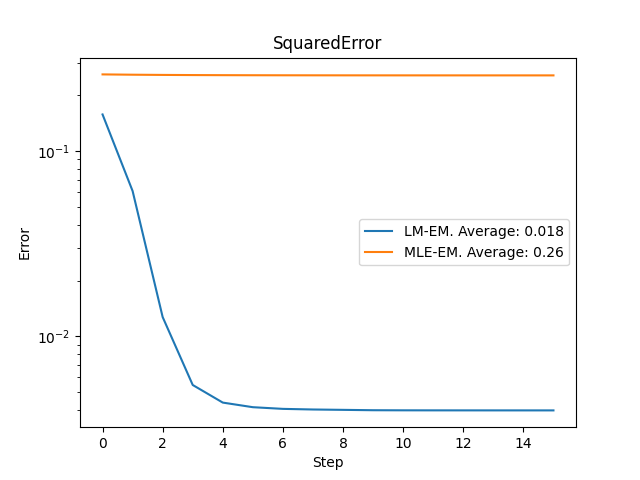 SquaredError
Error
10⁻¹
10⁻²
LM-EM. Average: 0.018
MLE-EM. Average: 0.26
0 2 4 6 8 10 12 14
Step